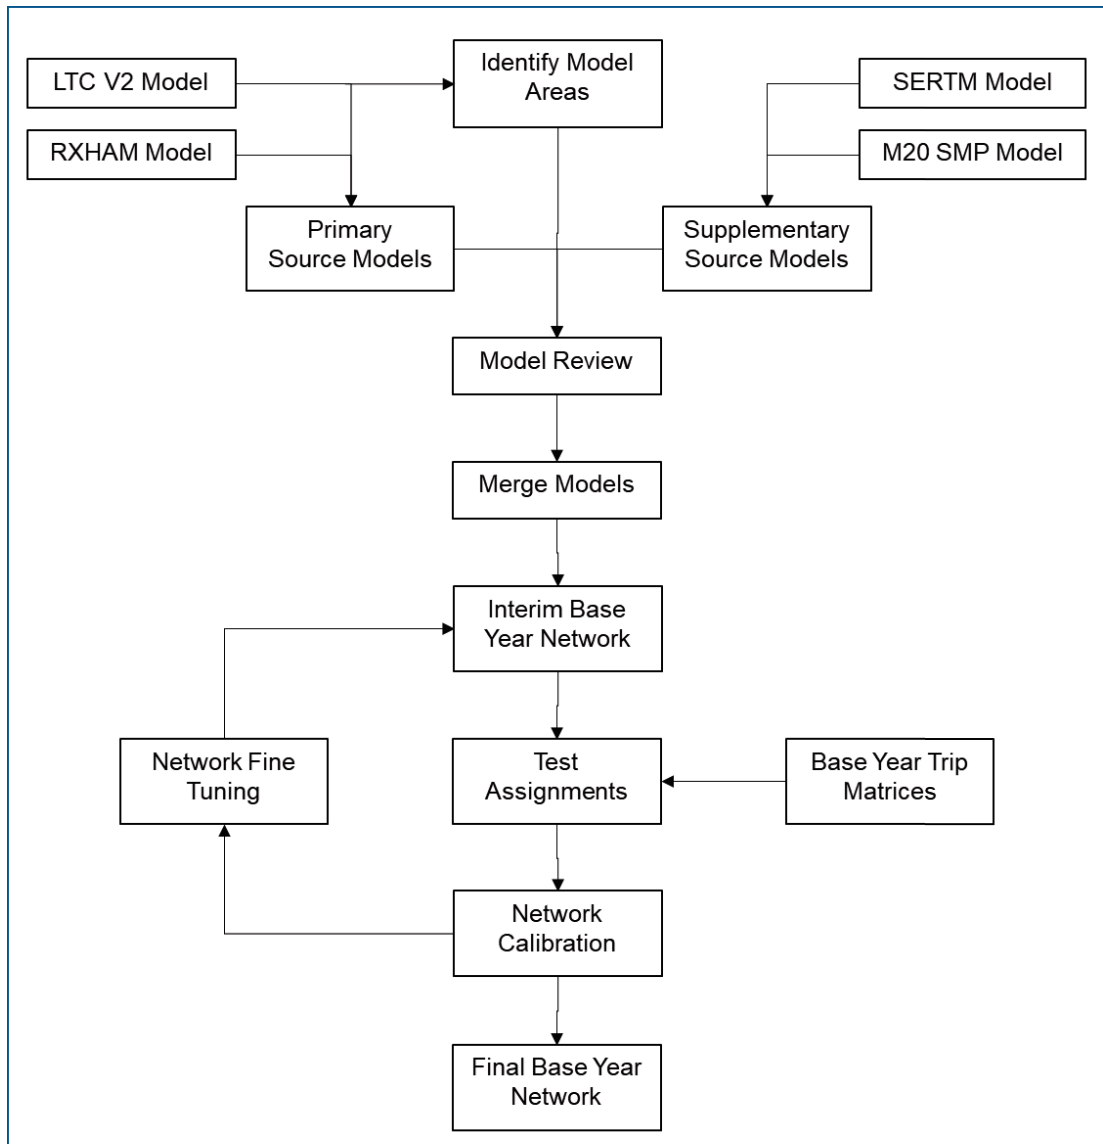 Identify Model
Areas
LTC V2 Model
SERTM Model
RXHAM Model
M20 SMP Model
Primary
Source Models
Supplementary
Source Models
Model Review
Merge Models
Interim Base
Year Network
Network Fine
Tuning
Test
Assignments
Base Year Trip
Matrices
Network
Calibration
Final Base Year
Network